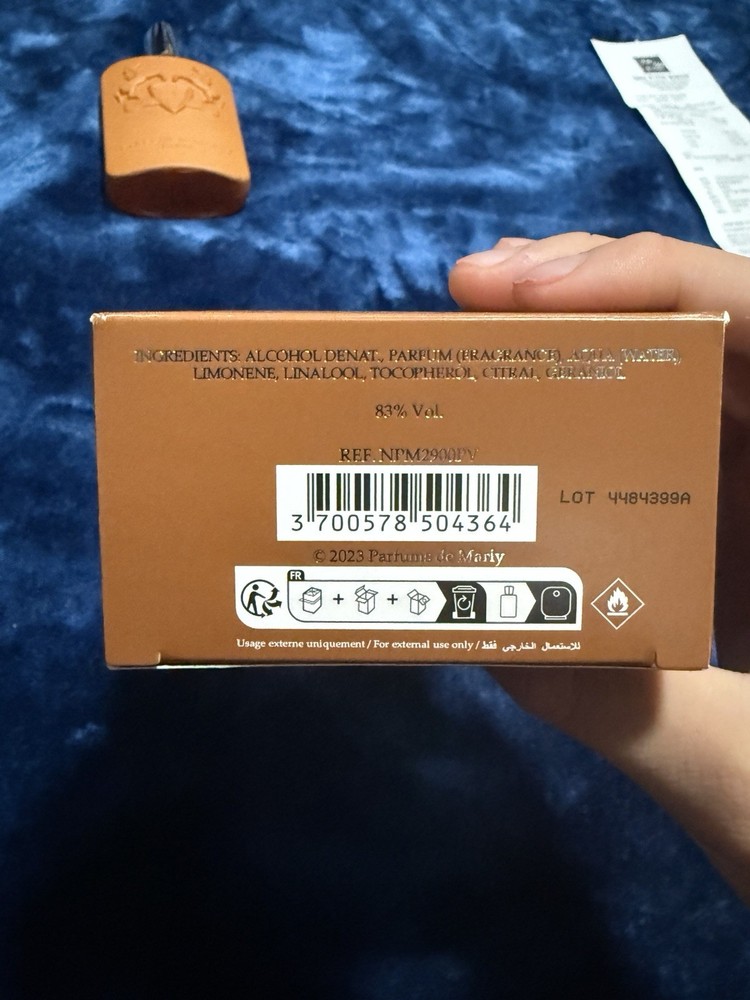 INGREDIENTS: ALCOHOL DENAT., PARFUM (FRAGRANCE), AQUA (WATER),
LIMONENE, LINALOOL, TOCOPHEROL, CITRAL, GERANIOL
83% Vol.
REF. NPM2900PV
3 700578 504364
LOT 4484399A
© 2023 Parfums de Marly
FR
Usage externe uniquement / For external use only / للاستعمال الخارجي فقط